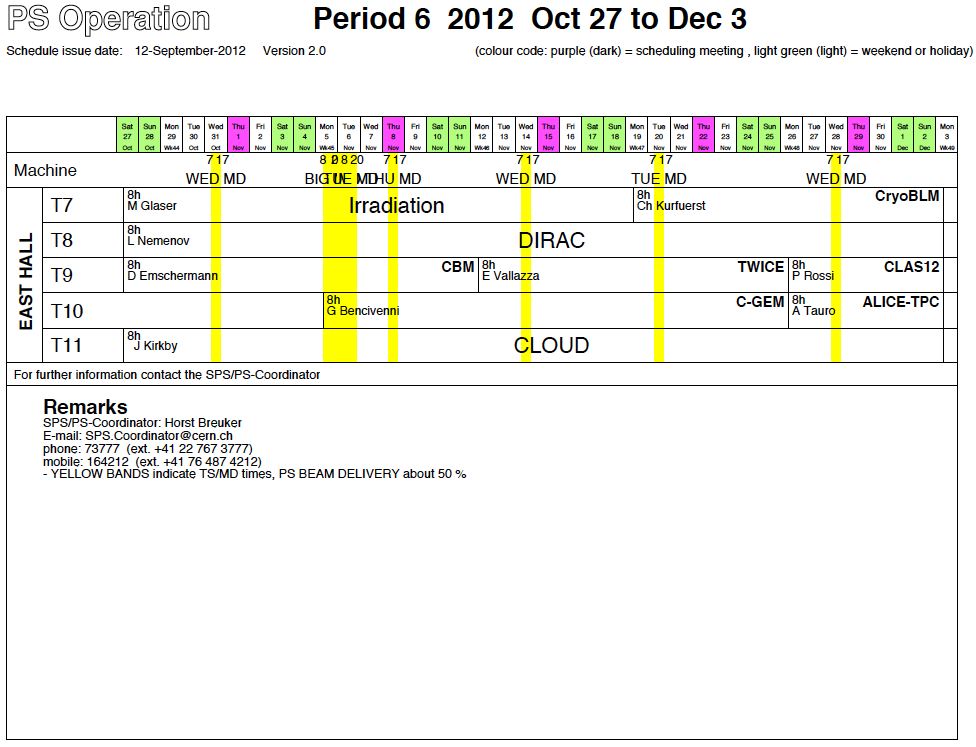 PS Operation Period 6 2012 Oct 27 to Dec 3
Schedule issue date: 12-September-2012 Version 2.0 (colour code: purple (dark) = scheduling meeting , light green (light) = weekend or holiday)
Sat Sun Mon Tue Wed Thu Fri Sat Sun Mon Tue Wed Thu Fri Sat Sun Mon Tue Wed Thu Fri Sat Sun Mon Tue Wed Thu Fri Sat Sun Mon Tue Wed Thu Fri Sat Sun Mon
27 28 29 30 31 1 2 3 4 5 6 7 8 9 10 11 12 13 14 15 16 17 18 19 20 21 22 23 24 25 26 27 28 29 30 1 2 3
Oct Oct Wk44 Oct Oct Nov Nov Nov Nov Wk45 Nov Nov Nov Nov Nov Nov Wk46 Nov Nov Nov Nov Nov Nov Wk47 Nov Nov Nov Nov Nov Nov Wk48 Nov Nov Nov Nov Dec Dec Wk49
7 17 8 8 20 7 17 7 17 7 17 7 17
Machine
WED MD BIG TUE MD THU MD WED MD TUE MD WED MD
EAST HALL
T7 8h M Glaser Irradiation 8h Ch Kurfuerst CryoBLM
T8 8h L Nemenov DIRAC
T9 8h D Emschermann CBM 8h E Vallazza TWICE 8h P Rossi CLAS12
T10 8h G Bencivenni C-GEM 8h A Tauro ALICE-TPC
T11 8h J Kirkby CLOUD
For further information contact the SPS/PS-Coordinator
Remarks
SPS/PS-Coordinator: Horst Breuker
E-mail: SPS.Coordinator@cern.ch
phone: 73777 (ext. +41 22 767 3777)
mobile: 164212 (ext. +41 76 487 4212)
- YELLOW BANDS indicate TS/MD times, PS BEAM DELIVERY about 50 %